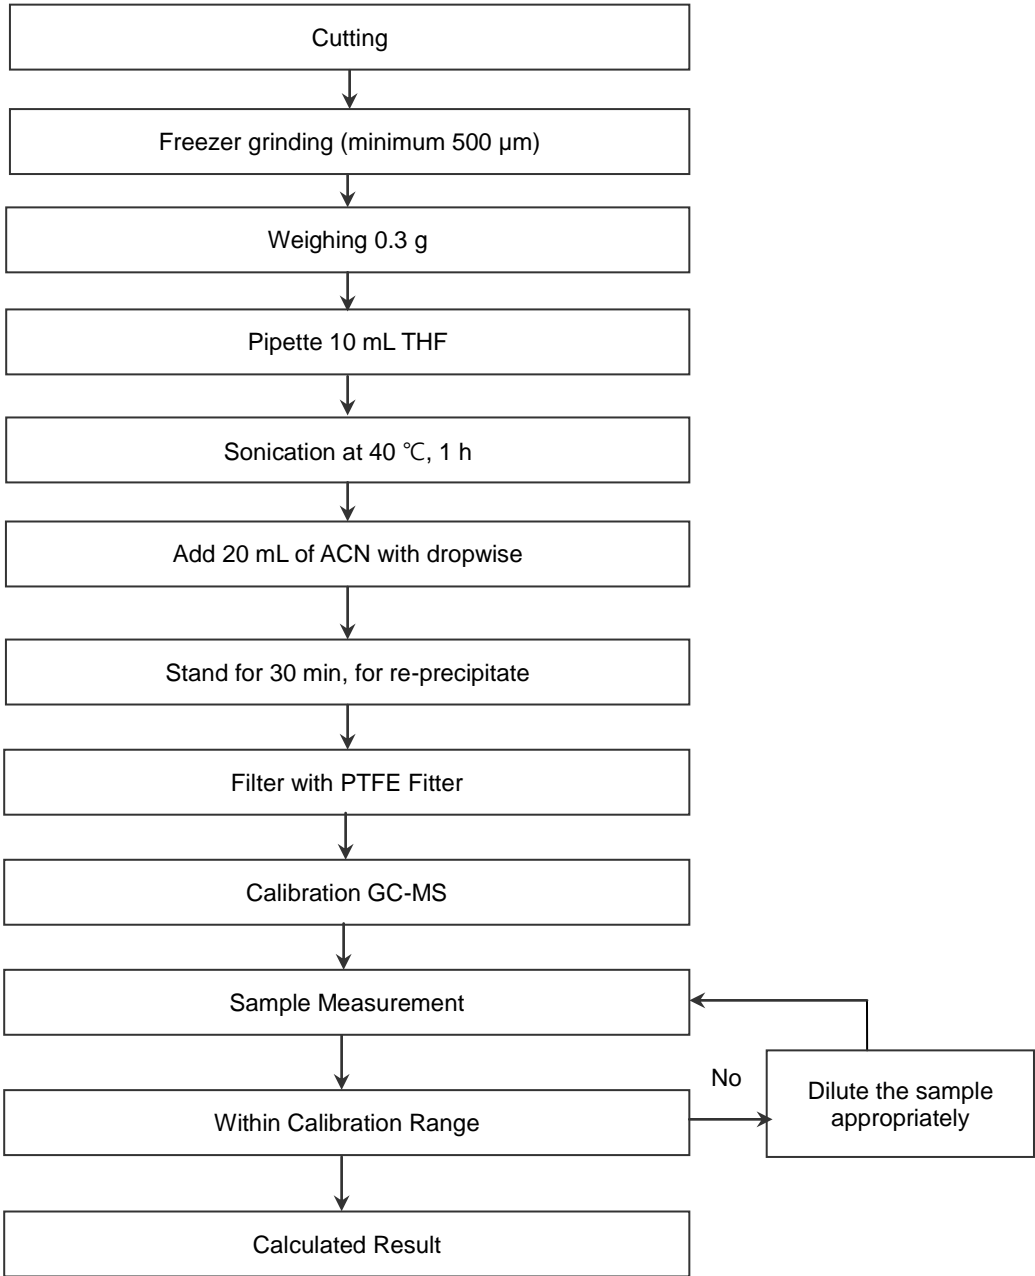 Cutting
Freezer grinding (minimum 500 µm)
Weighing 0.3 g
Pipette 10 mL THF
Sonication at 40 ℃, 1 h
Add 20 mL of ACN with dropwise
Stand for 30 min, for re-precipitate
Filter with PTFE Fitter
Calibration GC-MS
Sample Measurement
No
Dilute the sample
appropriately
Within Calibration Range
Calculated Result